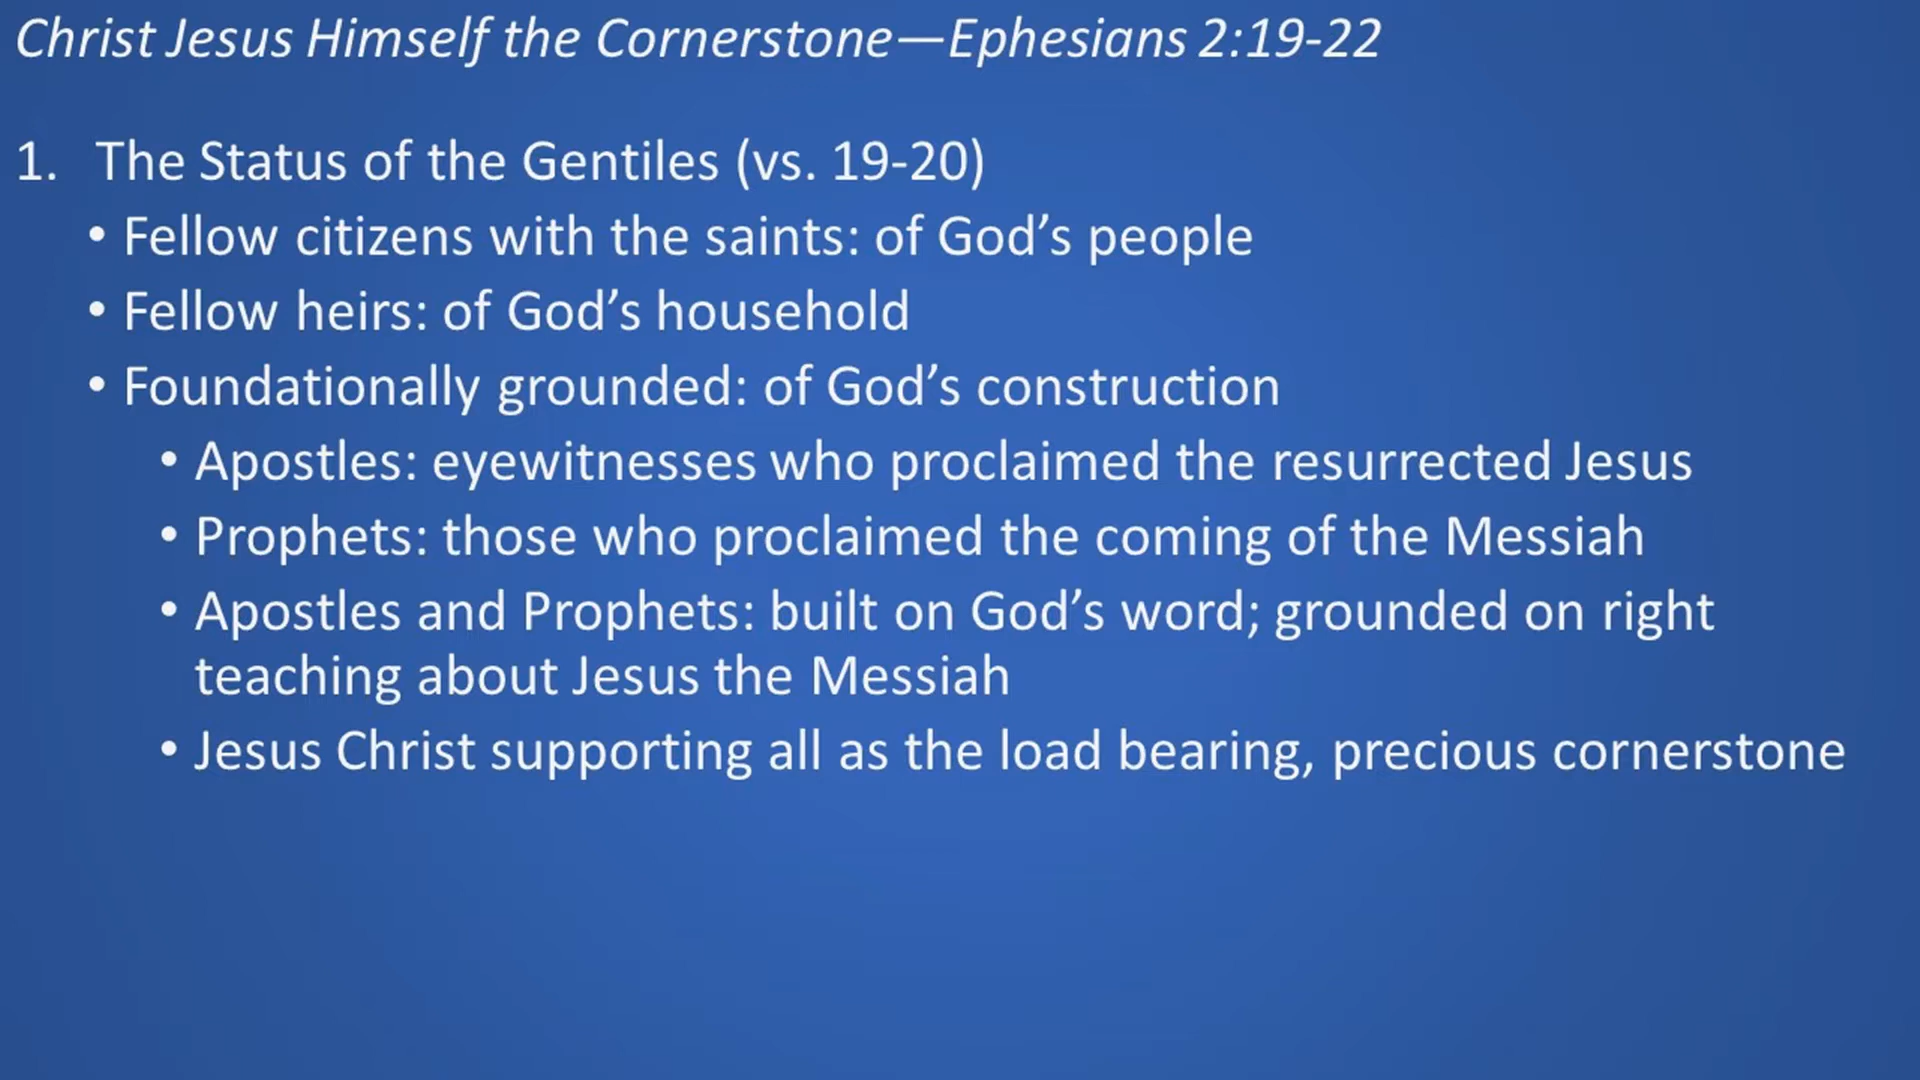 Christ Jesus Himself the Cornerstone—Ephesians 2:19-22
1. The Status of the Gentiles (vs. 19-20)
• Fellow citizens with the saints: of God’s people
• Fellow heirs: of God’s household
• Foundationally grounded: of God’s construction
• Apostles: eyewitnesses who proclaimed the resurrected Jesus
• Prophets: those who proclaimed the coming of the Messiah
• Apostles and Prophets: built on God’s word; grounded on right
teaching about Jesus the Messiah
• Jesus Christ supporting all as the load bearing, precious cornerstone